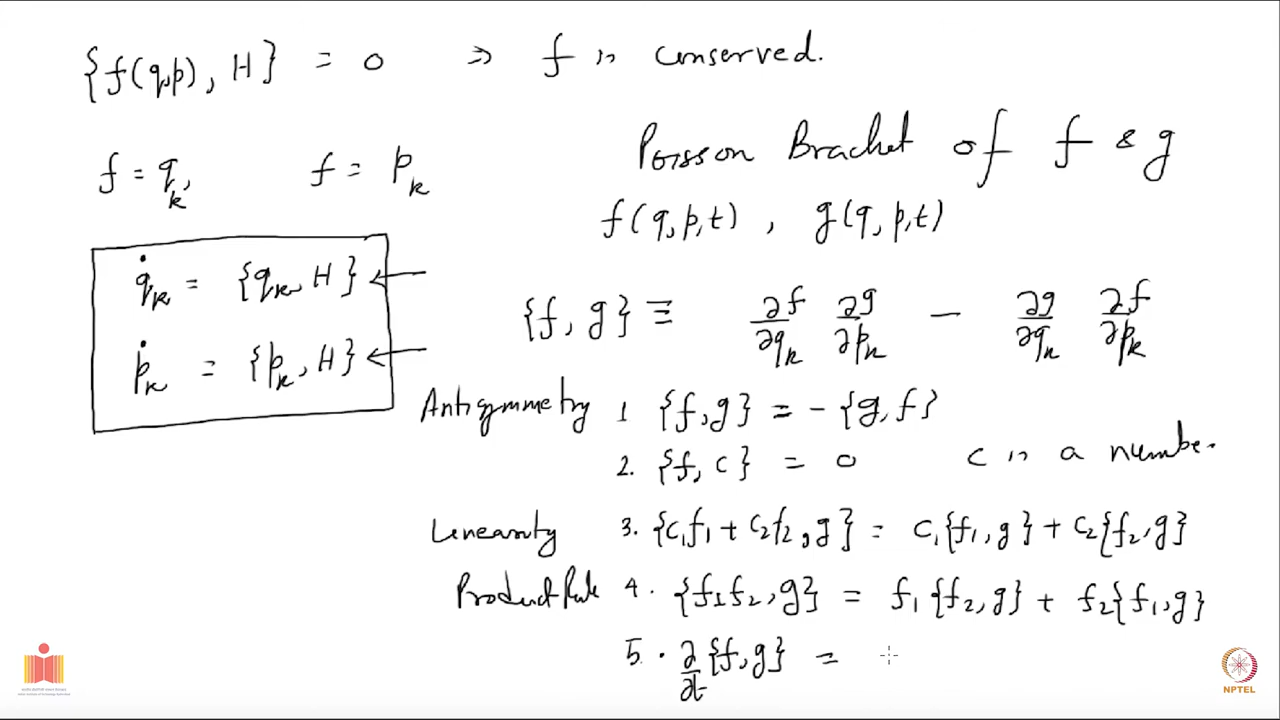 {f(q,p), H} = 0 ⇒ f is conserved.
Poisson Bracket of f & g
f = q_k, f = p_k
f(q,p,t), g(q,p,t)
q̇_k = {q_k, H} ←
{f, g} ≡ ∂f/∂q_k ∂g/∂p_k − ∂g/∂q_k ∂f/∂p_k
ṗ_k = {p_k, H} ←
Antisymmetry 1 {f,g} = −{g,f}
2. {f, c} = 0 c is a number.
Linearity 3. {c₁f₁ + c₂f₂, g} = c₁{f₁,g} + c₂{f₂,g}
Product Rule 4. {f₁f₂, g} = f₁{f₂,g} + f₂{f₁,g}
5. ∂/∂t {f,g} =
NPTEL